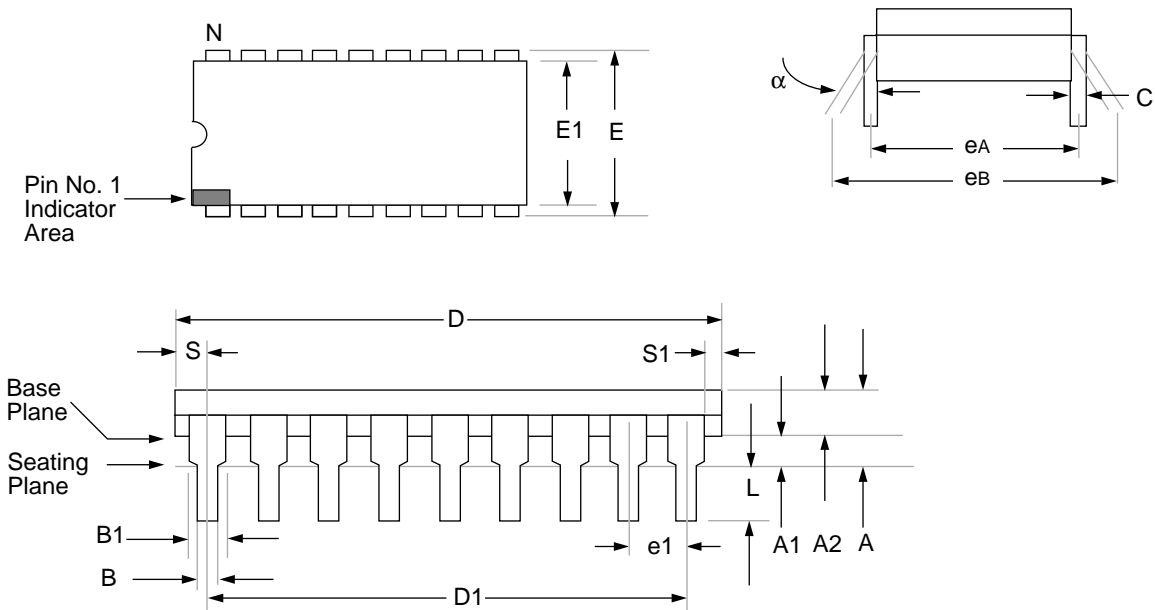 N
α
C
E1
E
eA
eB
Pin No. 1
Indicator
Area
D
S
S1
Base
Plane
Seating
Plane
L
B1
e1
A1
A2
A
B
D1